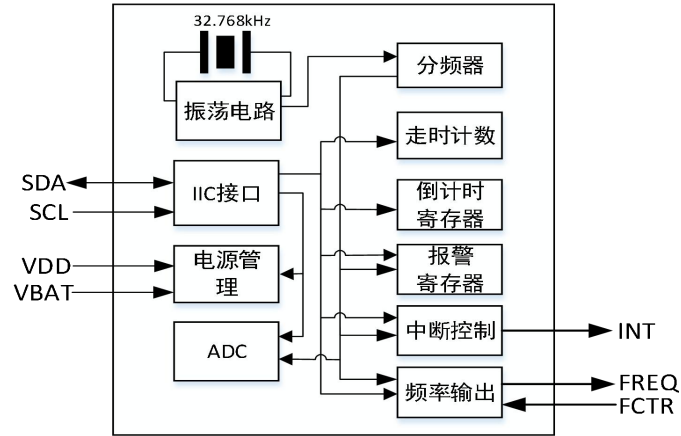 32.768kHz
振荡电路
分频器
走时计数
SDA
SCL
IIC接口
倒计时
寄存器
VDD
VBAT
电源管
理
报警
寄存器
ADC
中断控制
INT
频率输出
FREQ
FCTR